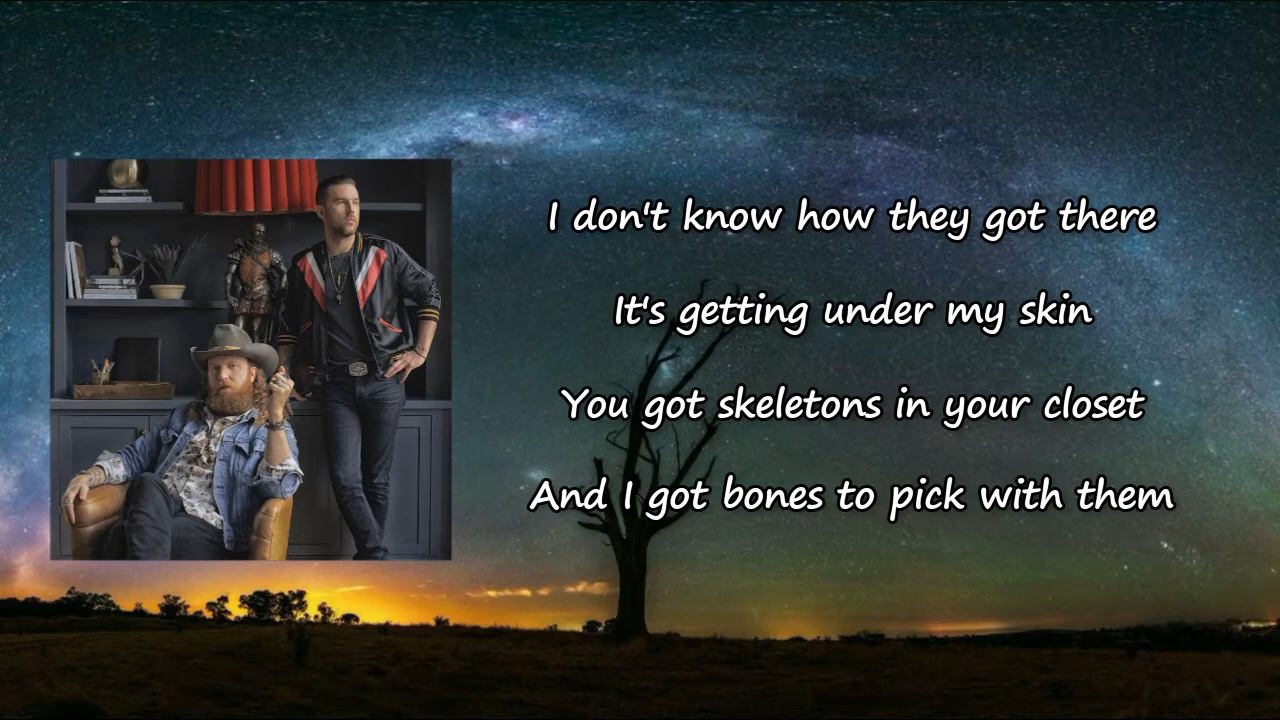 I don't know how they got there
It's getting under my skin
You got skeletons in your closet
And I got bones to pick with them